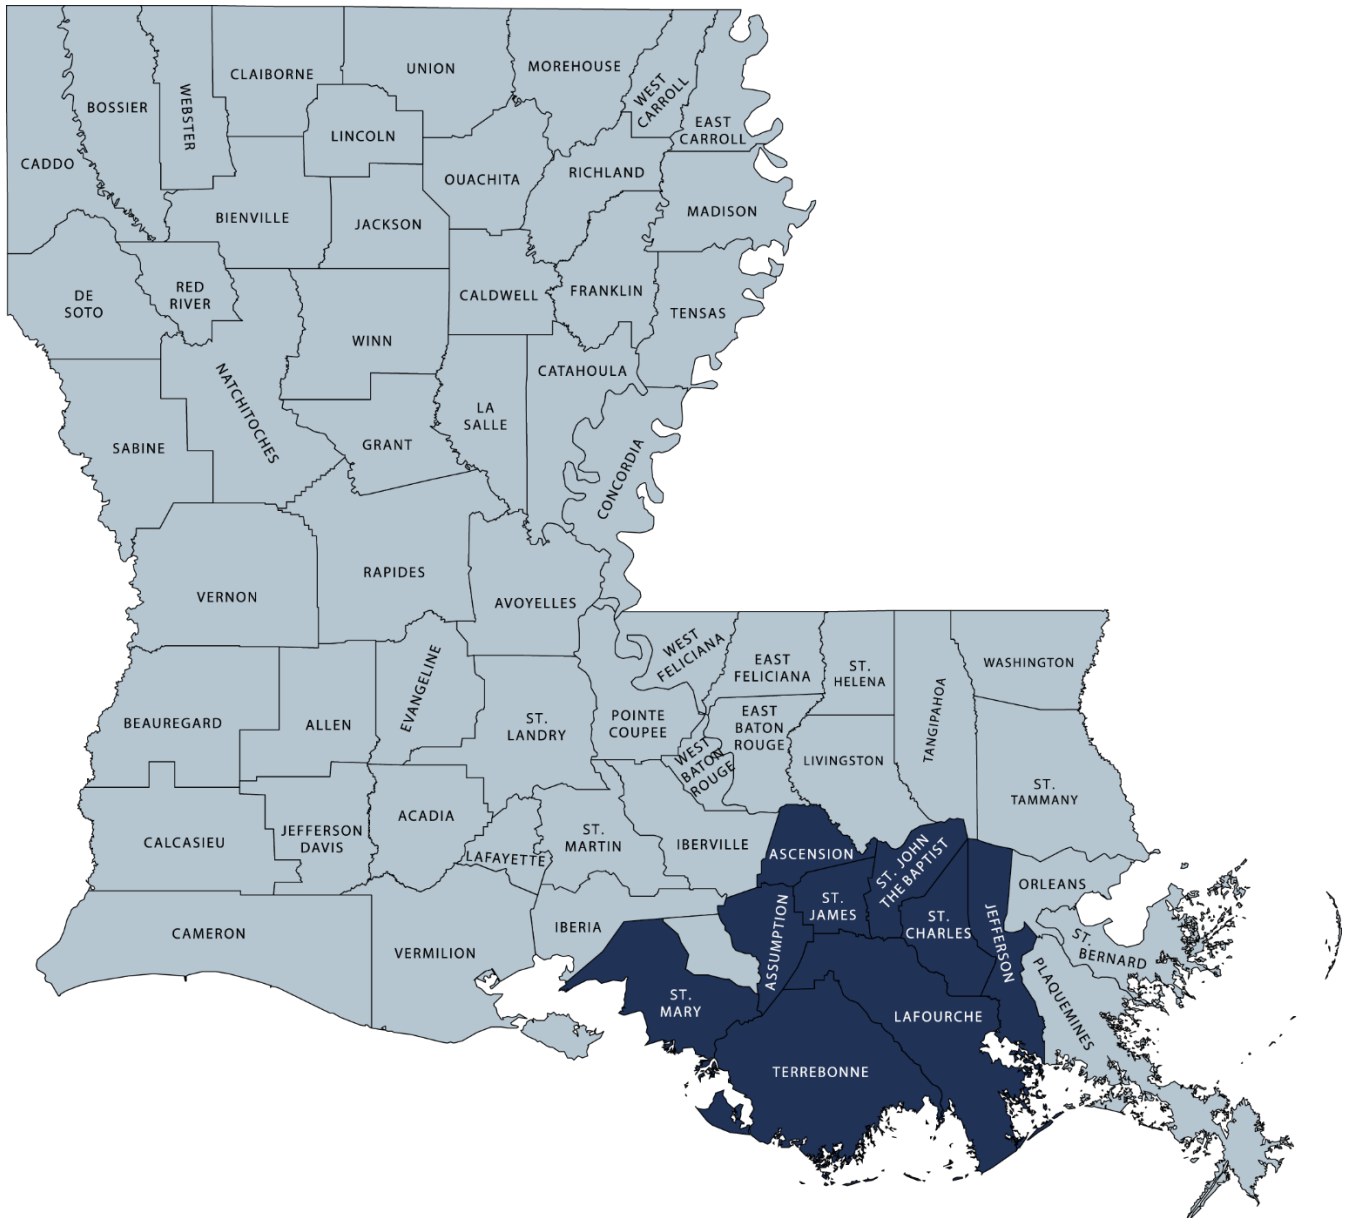 CLAIBORNE
UNION
MOREHOUSE
WEST
CARROLL
BOSSIER
WEBSTER
LINCOLN
EAST
CARROLL
CADDO
OUACHITA
RICHLAND
BIENVILLE
JACKSON
MADISON
DE
SOTO
RED
RIVER
CALDWELL
FRANKLIN
TENSAS
WINN
CATAHOULA
NATCHITOCHES
LA
SALLE
SABINE
GRANT
CONCORDIA
RAPIDES
VERNON
AVOYELLES
WEST
FELICIANA
EAST
FELICIANA
ST.
HELENA
WASHINGTON
BEAUREGARD
ALLEN
EVANGELINE
ST.
LANDRY
POINTE
COUPEE
EAST
BATON
ROUGE
TANGIPAHOA
WEST
BATON
ROUGE
LIVINGSTON
ST.
TAMMANY
CALCASIEU
JEFFERSON
DAVIS
ACADIA
LAFAYETTE
ST.
MARTIN
IBERVILLE
ASCENSION
ST. JOHN
THE BAPTIST
ORLEANS
CAMERON
VERMILION
IBERIA
ASSUMPTION
ST.
JAMES
ST.
CHARLES
JEFFERSON
ST.
BERNARD
PLAQUEMINES
ST.
MARY
LAFOURCHE
TERREBONNE